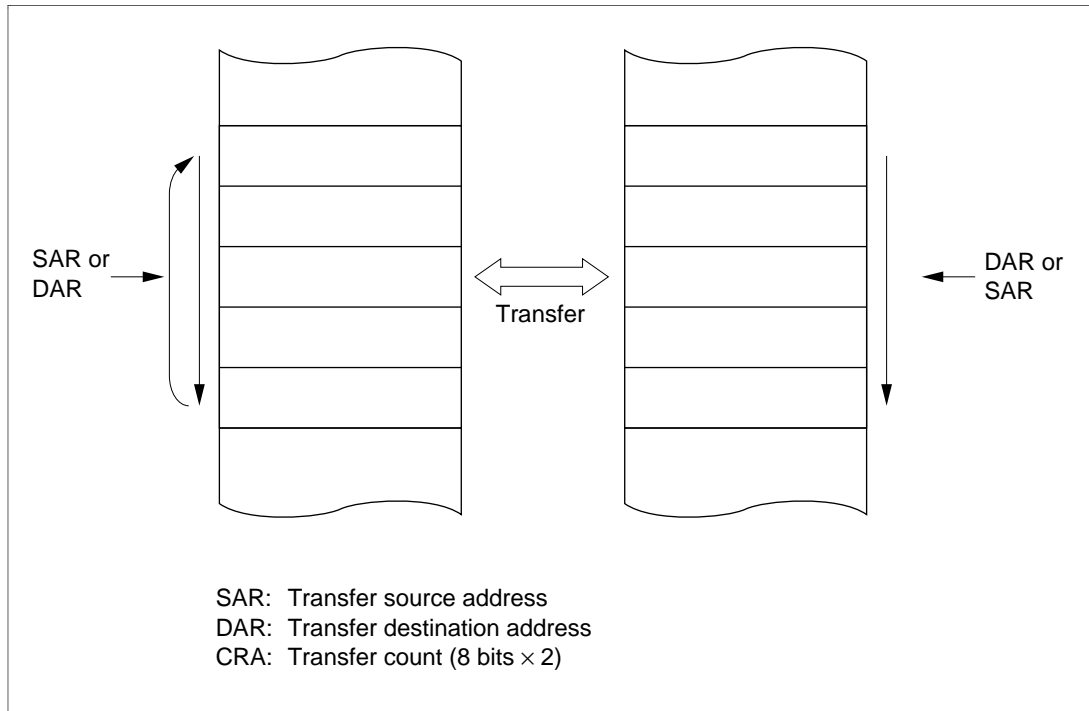 SAR or
DAR
Transfer
DAR or
SAR
SAR: Transfer source address
DAR: Transfer destination address
CRA: Transfer count (8 bits × 2)